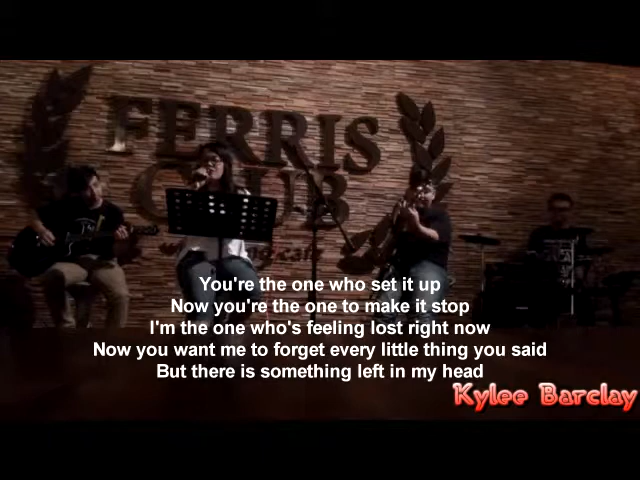 FERRIS
CLUB
You're the one who set it up
Now you're the one to make it stop
I'm the one who's feeling lost right now
Now you want me to forget every little thing you said
But there is something left in my head
Kylee Barclay